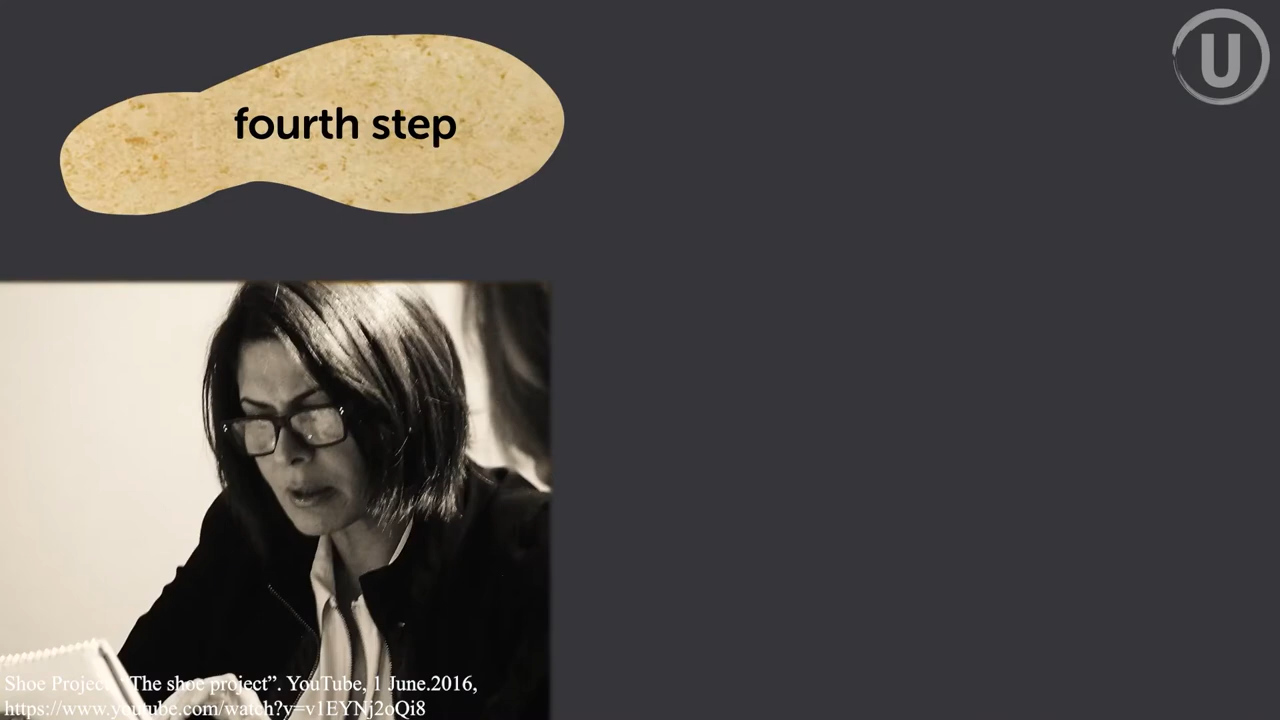 U
fourth step
Shoe Project, “The shoe project”. YouTube, 1 June.2016,
https://www.youtube.com/watch?v=v1EYNj2oQi8